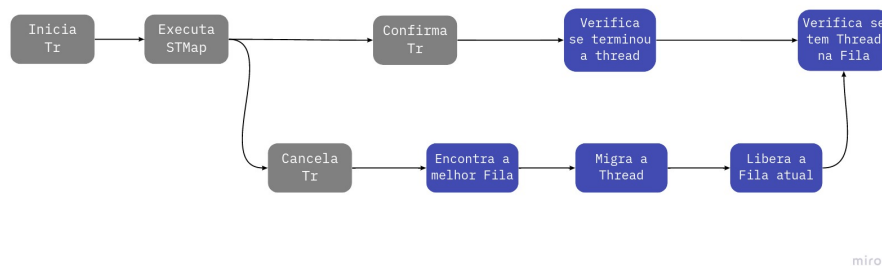 Inicia
Tr
Executa
STMap
Confirma
Tr
Verifica
se terminou
a thread
Verifica se
tem Thread
na Fila
Cancela
Tr
Encontra a
melhor Fila
Migra a
Thread
Libera a
Fila atual
miro